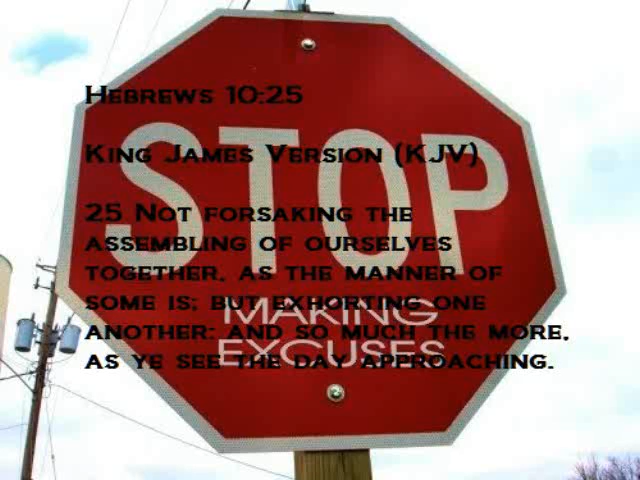 Hebrews 10:25
STOP
King James Version (KJV)
25 Not forsaking the
assembling of ourselves
together, as the manner of
some is; but exhorting one
MAKING
another: and so much the more,
as ye see the day approaching.
EXCUSES